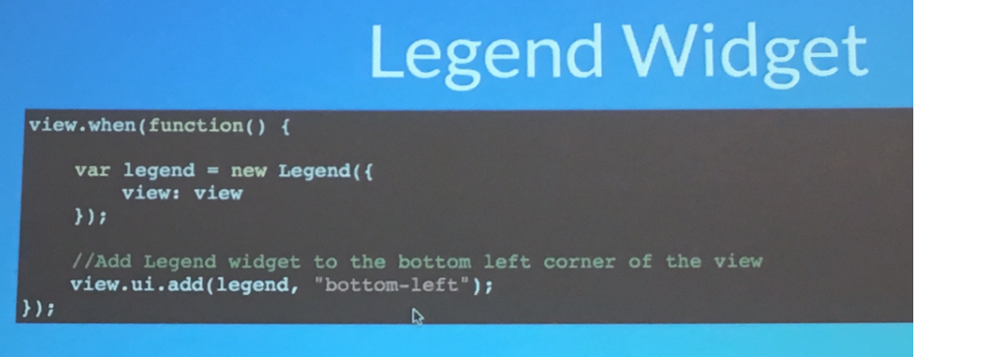 Legend Widget
view.when(function() {
var legend = new Legend({
view: view
});
//Add Legend widget to the bottom left corner of the view
view.ui.add(legend, "bottom-left");
});